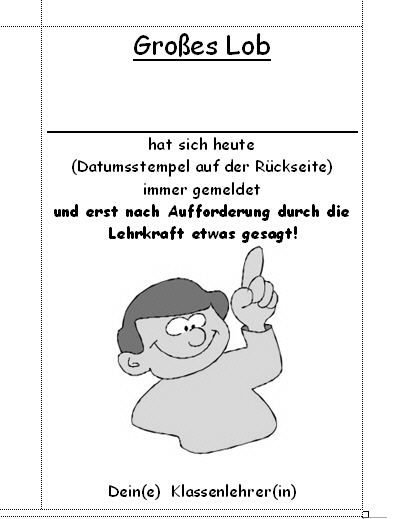 Großes Lob
hat sich heute
(Datumsstempel auf der Rückseite)
immer gemeldet
und erst nach Aufforderung durch die
Lehrkraft etwas gesagt!
Dein(e) Klassenlehrer(in)